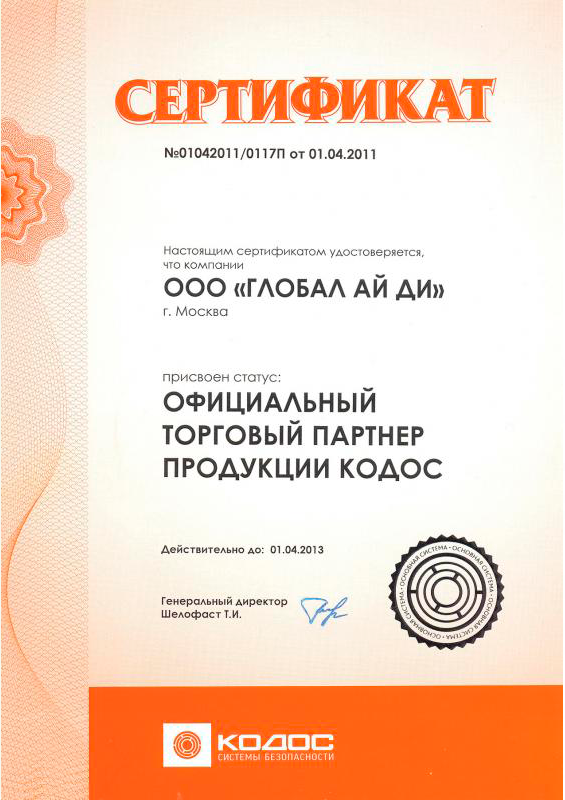 СЕРТИФИКАТ
№01042011/0117П от 01.04.2011
Настоящим сертификатом удостоверяется,
что компании
ООО «ГЛОБАЛ АЙ ДИ»
г. Москва
присвоен статус:
ОФИЦИАЛЬНЫЙ
ТОРГОВЫЙ ПАРТНЕР
ПРОДУКЦИИ КОДОС
Действительно до: 01.04.2013
Генеральный директор
Шелофаст Т.И.
ОСНОВНАЯ СИСТЕМА • ОСНОВНАЯ СИСТЕМА • ОСНОВНАЯ СИСТЕМА • ОСНОВНАЯ СИСТЕМА •
КОДОС
СИСТЕМЫ БЕЗОПАСНОСТИ